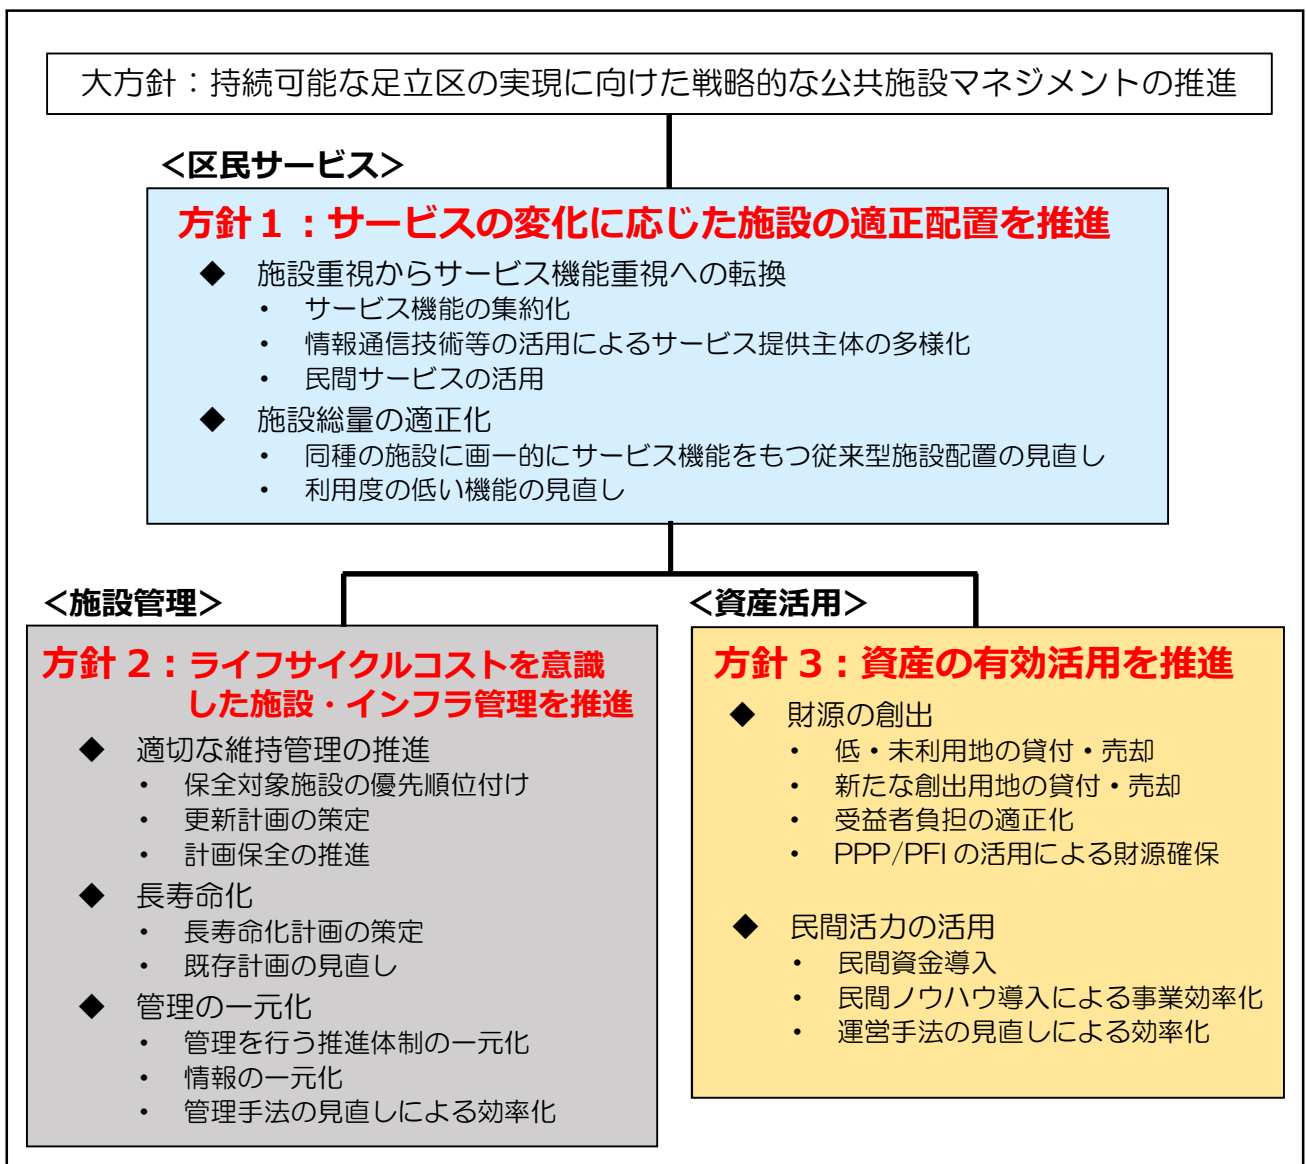 大方針：持続可能な足立区の実現に向けた戦略的な公共施設マネジメントの推進
＜区民サービス＞
方針１：サービスの変化に応じた施設の適正配置を推進
◆ 施設重視からサービス機能重視への転換
・ サービス機能の集約化
・ 情報通信技術等の活用によるサービス提供主体の多様化
・ 民間サービスの活用
◆ 施設総量の適正化
・ 同種の施設に画一的にサービス機能をもつ従来型施設配置の見直し
・ 利用度の低い機能の見直し
＜施設管理＞
方針２：ライフサイクルコストを意識
した施設・インフラ管理を推進
◆ 適切な維持管理の推進
・ 保全対象施設の優先順位付け
・ 更新計画の策定
・ 計画保全の推進
◆ 長寿命化
・ 長寿命化計画の策定
・ 既存計画の見直し
◆ 管理の一元化
・ 管理を行う推進体制の一元化
・ 情報の一元化
・ 管理手法の見直しによる効率化
＜資産活用＞
方針３：資産の有効活用を推進
◆ 財源の創出
・ 低・未利用地の貸付・売却
・ 新たな創出用地の貸付・売却
・ 受益者負担の適正化
・ PPP/PFIの活用による財源確保
◆ 民間活力の活用
・ 民間資金導入
・ 民間ノウハウ導入による事業効率化
・ 運営手法の見直しによる効率化